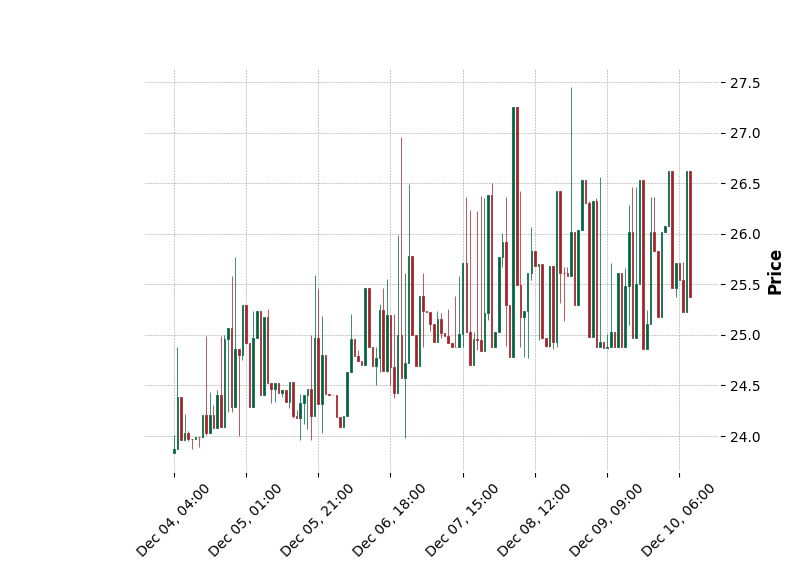 27.5
27.0
26.5
26.0
25.5
25.0
24.5
24.0
Price
Dec 04, 04:00
Dec 05, 01:00
Dec 05, 21:00
Dec 06, 18:00
Dec 07, 15:00
Dec 08, 12:00
Dec 09, 09:00
Dec 10, 06:00